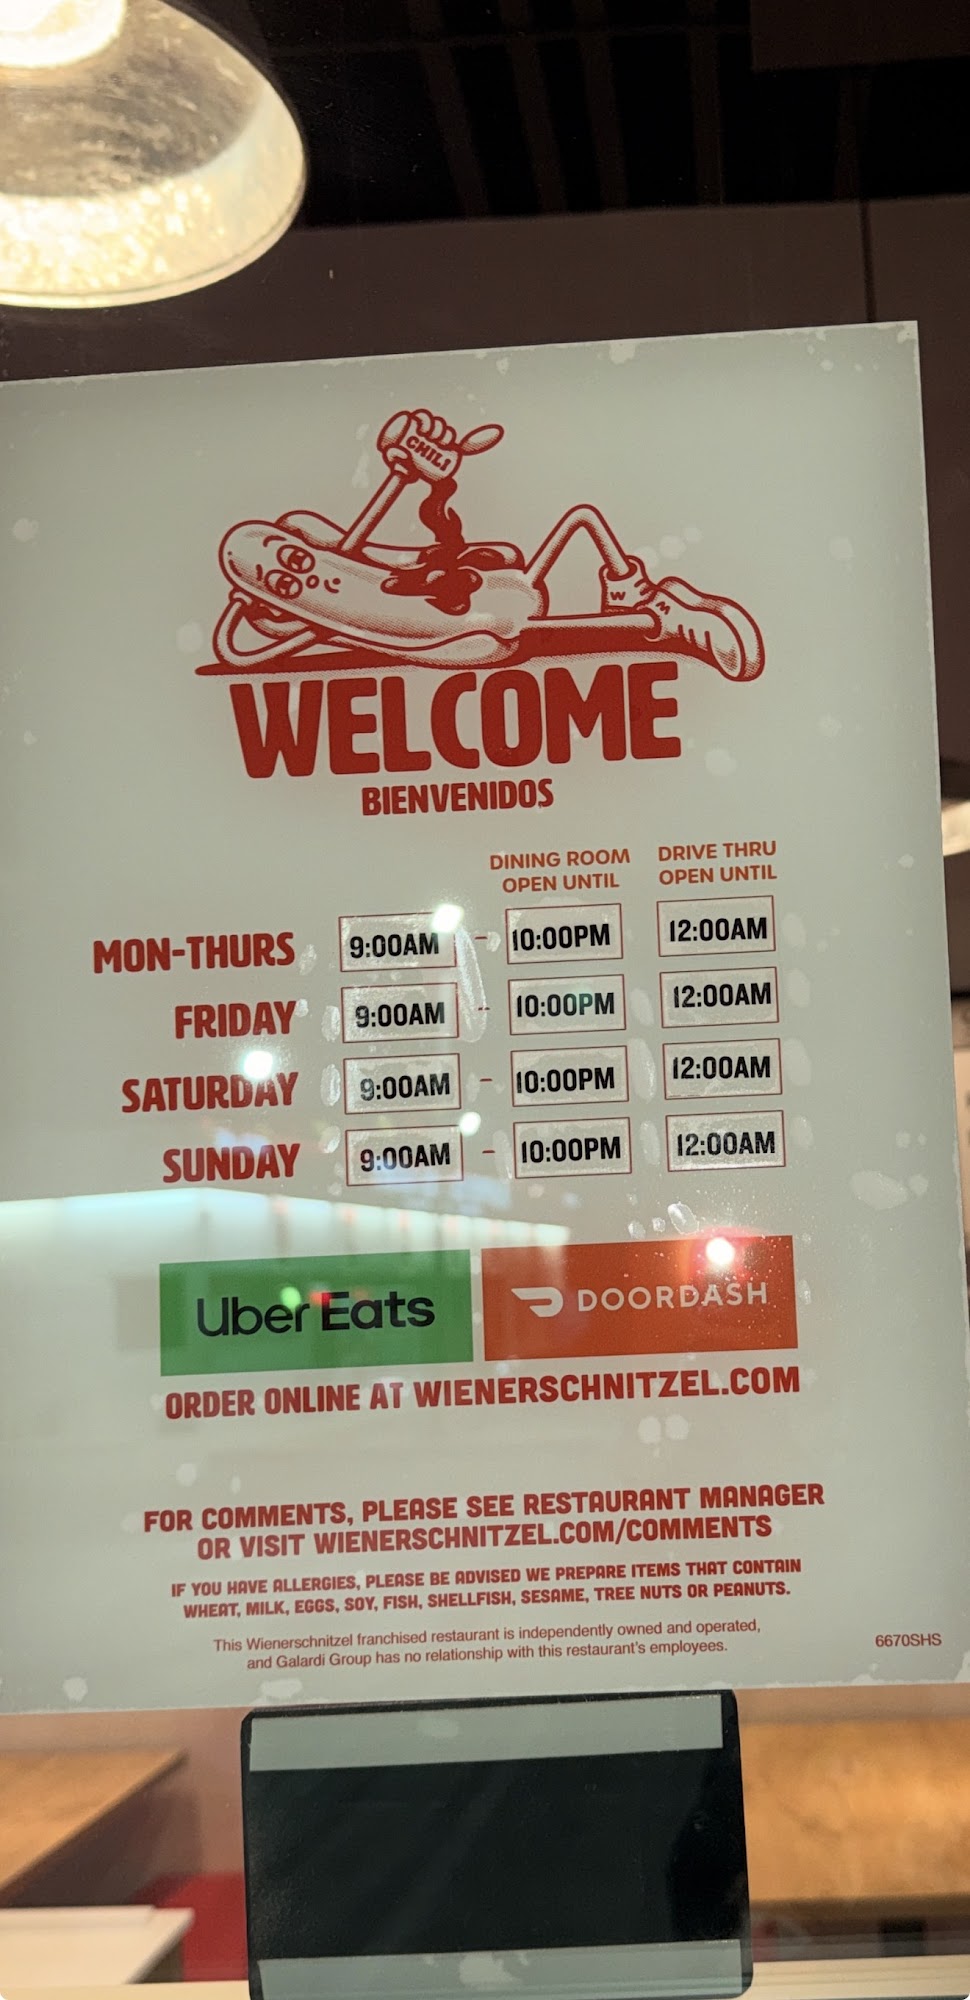 CHILI
W M
WELCOME
BIENVENIDOS
DINING ROOM OPEN UNTIL
DRIVE THRU OPEN UNTIL
MON-THURS 9:00AM - 10:00PM 12:00AM
FRIDAY 9:00AM - 10:00PM 12:00AM
SATURDAY 9:00AM - 10:00PM 12:00AM
SUNDAY 9:00AM - 10:00PM 12:00AM
Uber Eats DOORDASH
ORDER ONLINE AT WIENERSCHNITZEL.COM
FOR COMMENTS, PLEASE SEE RESTAURANT MANAGER
OR VISIT WIENERSCHNITZEL.COM/COMMENTS
IF YOU HAVE ALLERGIES, PLEASE BE ADVISED WE PREPARE ITEMS THAT CONTAIN
WHEAT, MILK, EGGS, SOY, FISH, SHELLFISH, SESAME, TREE NUTS OR PEANUTS.
This Wienerschnitzel franchised restaurant is independently owned and operated,
and Galardi Group has no relationship with this restaurant's employees.
6670SHS